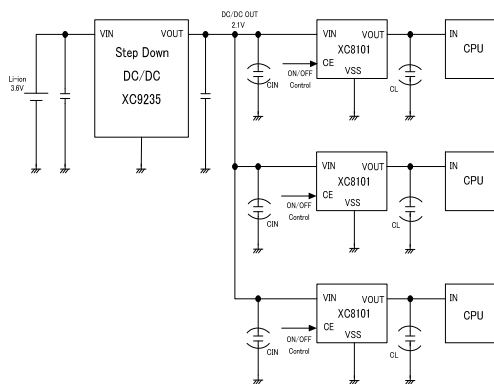 DC/DC OUT
2.1V
Li-ion
3.6V
VIN VOUT
Step Down
DC/DC
XC9235
VIN VOUT
XC8101
CE
VSS
CIN
ON/OFF
Control
CL
IN
CPU
VIN VOUT
XC8101
CE
VSS
CIN
ON/OFF
Control
CL
IN
CPU
VIN VOUT
XC8101
CE
VSS
CIN
ON/OFF
Control
CL
IN
CPU